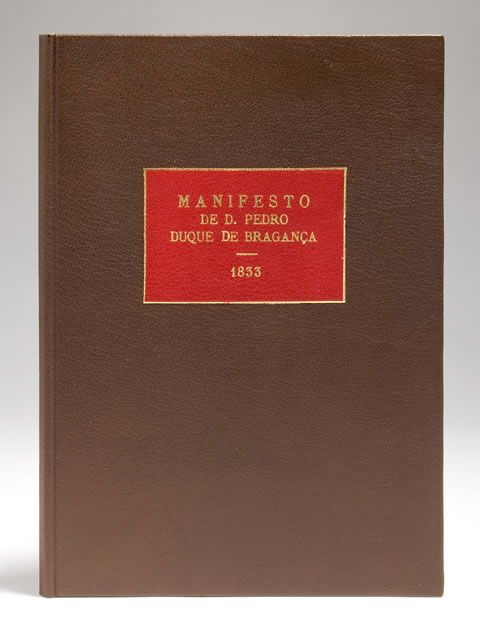 MANIFESTO
DE D. PEDRO
DUQUE DE BRAGANÇA
1833